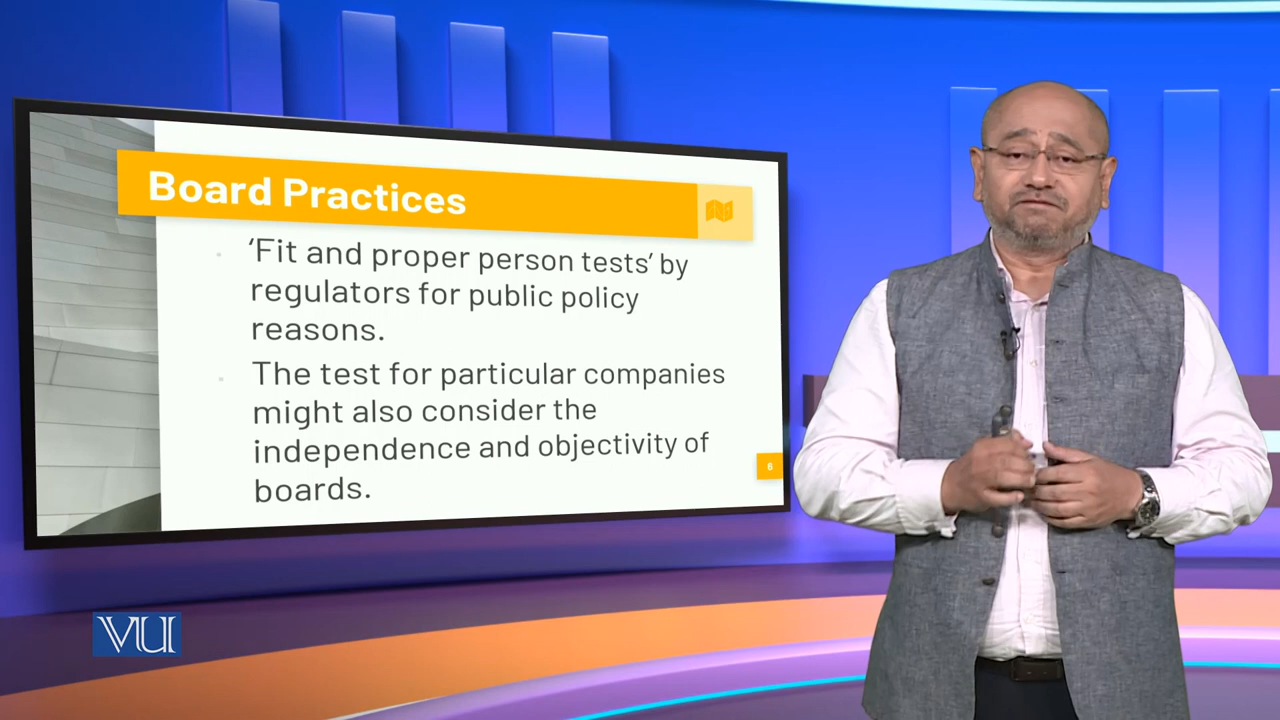 Board Practices
‘Fit and proper person tests’ by
regulators for public policy
reasons.
The test for particular companies
might also consider the
independence and objectivity of
boards.
6
VU